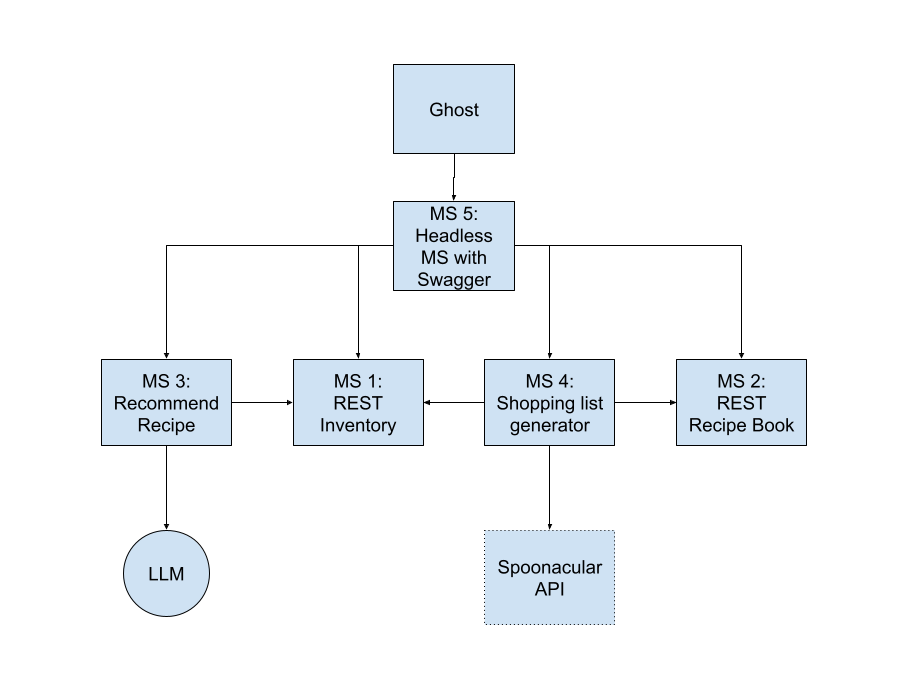 Ghost
MS 5:
Headless
MS with
Swagger
MS 3:
Recommend
Recipe
MS 1:
REST
Inventory
MS 4:
Shopping list
generator
MS 2:
REST
Recipe Book
LLM
Spoonacular
API